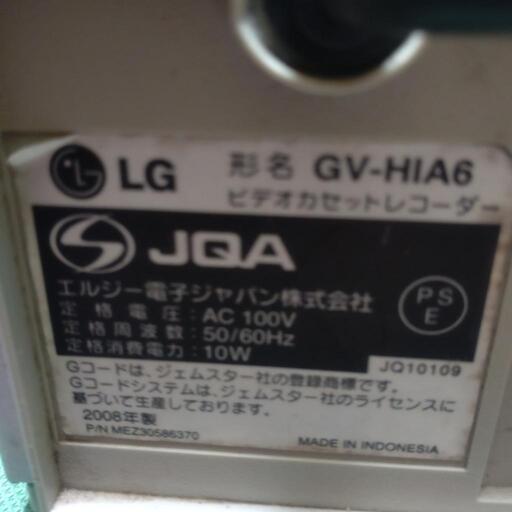 LG 形名 GV-HIA6
ビデオカセットレコーダー
JQA
エルジー電子ジャパン株式会社
定格電圧：AC 100V
定格周波数：50/60Hz
定格消費電力：10W
PS
E
JQ10109
Gコードは、ジェムスター社の登録商標です。
Gコードシステムは、ジェムスター社のライセンスに
基づいて生産しております。
2008年製
P/N MEZ30586370
MADE IN INDONESIA